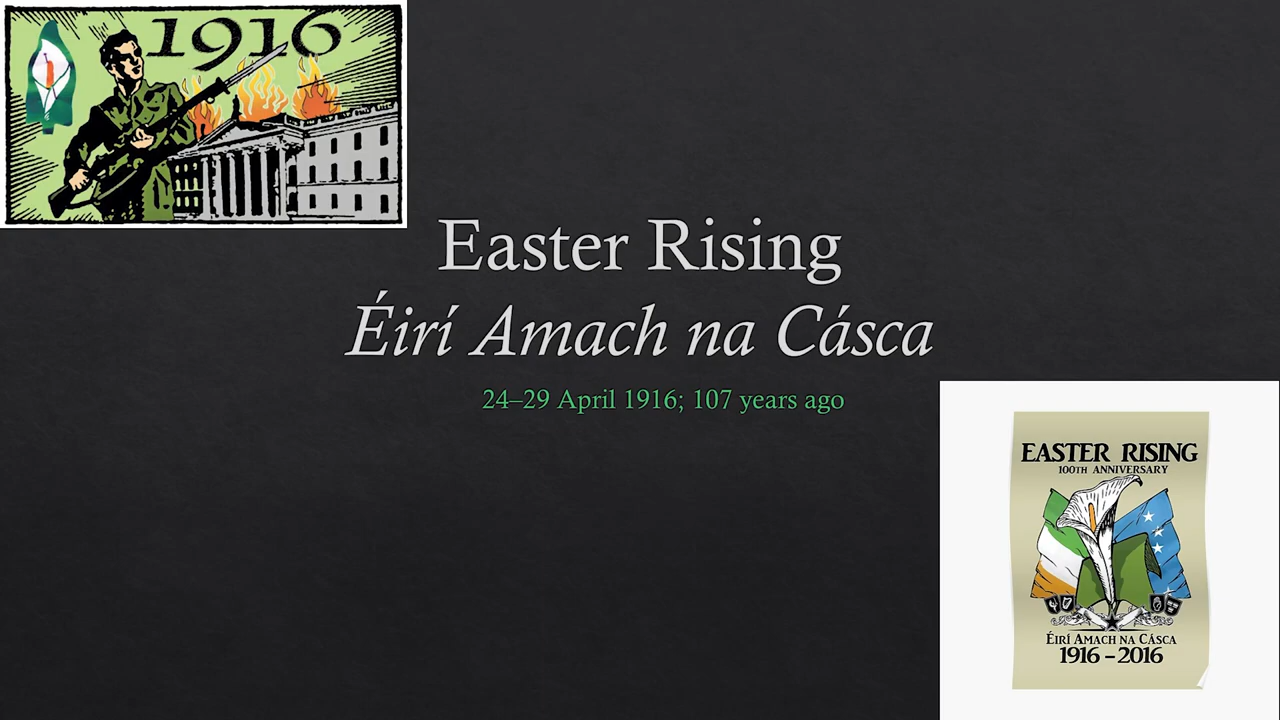 1916
Easter Rising
Éirí Amach na Cásca
24–29 April 1916; 107 years ago
EASTER RISING
100TH ANNIVERSARY
ÉIRÍ AMACH NA CÁSCA
1916 – 2016